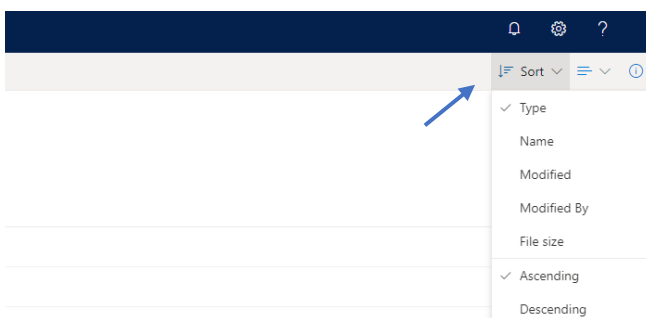 ?
Sort
Type
Name
Modified
Modified By
File size
Ascending
Descending